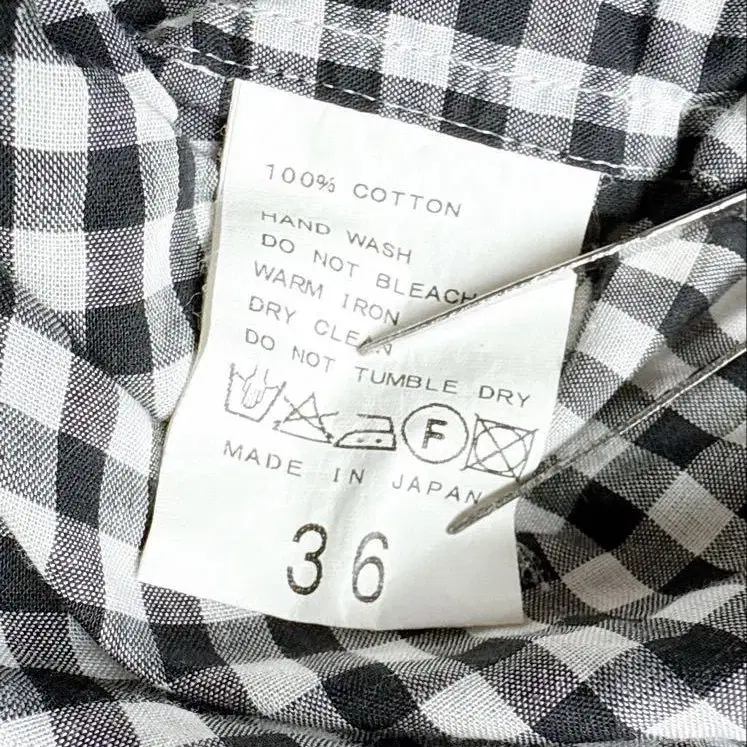 100% COTTON
HAND WASH
DO NOT BLEACH
WARM IRON
DRY CLEAN
DO NOT TUMBLE DRY
F
MADE IN JAPAN
36